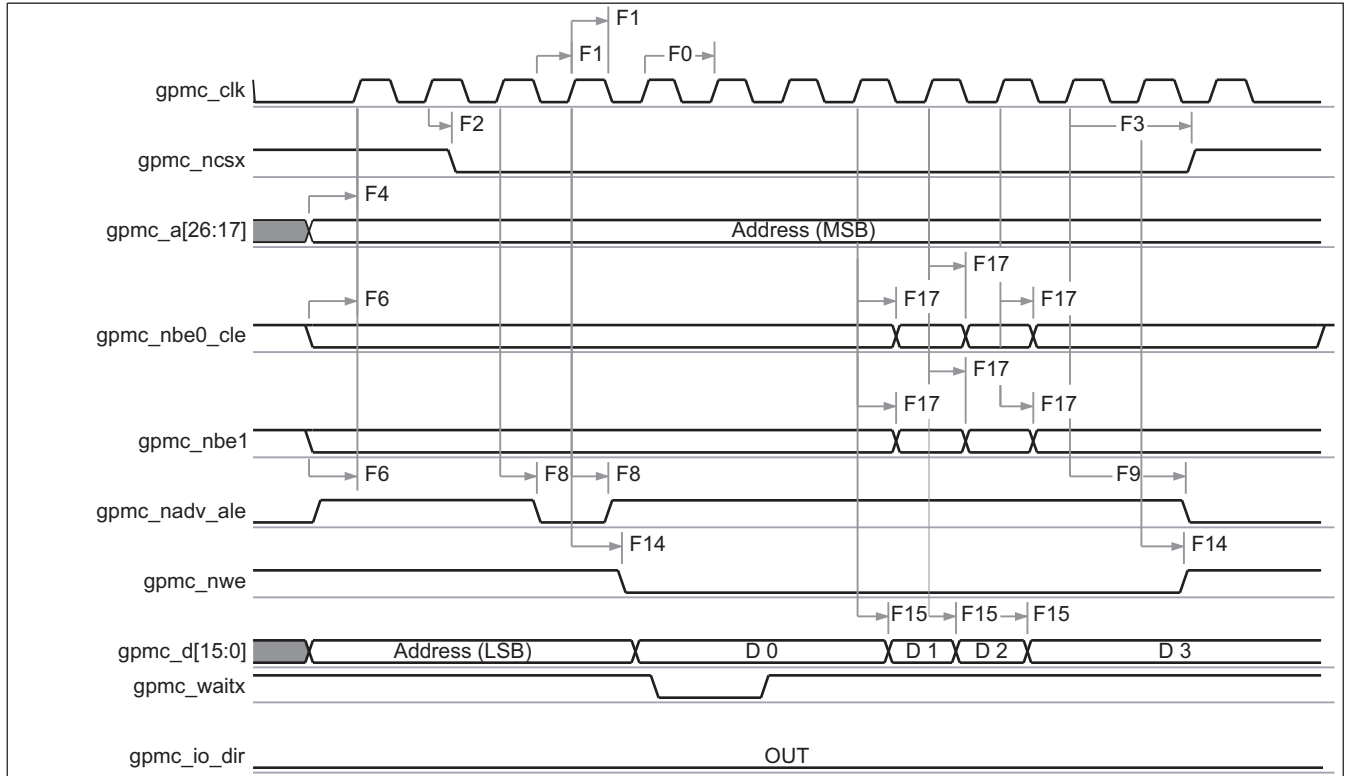 F1
F1
F0
gpmc_clk
F2
F3
gpmc_ncsx
F4
gpmc_a[26:17]
Address (MSB)
F17
F6
F17
F17
gpmc_nbe0_cle
F17
F17
F17
gpmc_nbe1
F6
F8
F8
F9
gpmc_nadv_ale
F14
F14
gpmc_nwe
F15
F15
F15
gpmc_d[15:0]
Address (LSB)
D 0
D 1
D 2
D 3
gpmc_waitx
gpmc_io_dir
OUT